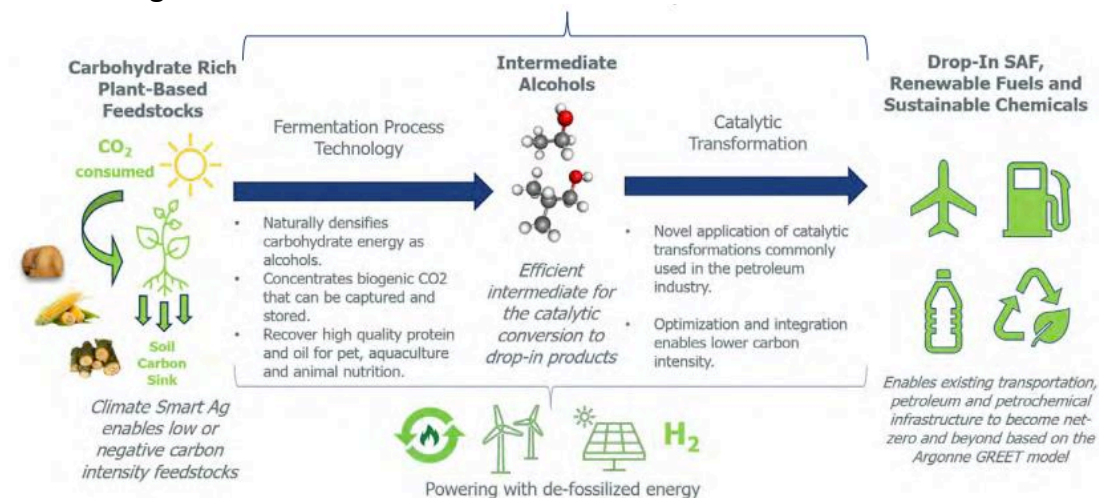 Carbohydrate Rich
Plant-Based
Feedstocks
CO2
consumed
Soil
Carbon
Sink
Climate Smart Ag
enables low or
negative carbon
intensity feedstocks
Fermentation Process
Technology
• Naturally densifies
carbohydrate energy as
alcohols.
• Concentrates biogenic CO2
that can be captured and
stored.
• Recover high quality protein
and oil for pet, aquaculture
and animal nutrition.
Intermediate
Alcohols
Efficient
intermediate for
the catalytic
conversion to
drop-in products
Catalytic
Transformation
• Novel application of catalytic
transformations commonly
used in the petroleum
industry.
• Optimization and integration
enables lower carbon
intensity.
Drop-In SAF,
Renewable Fuels and
Sustainable Chemicals
Enables existing transportation,
petroleum and petrochemical
infrastructure to become net-
zero and beyond based on the
Argonne GREET model
H2
Powering with de-fossilized energy